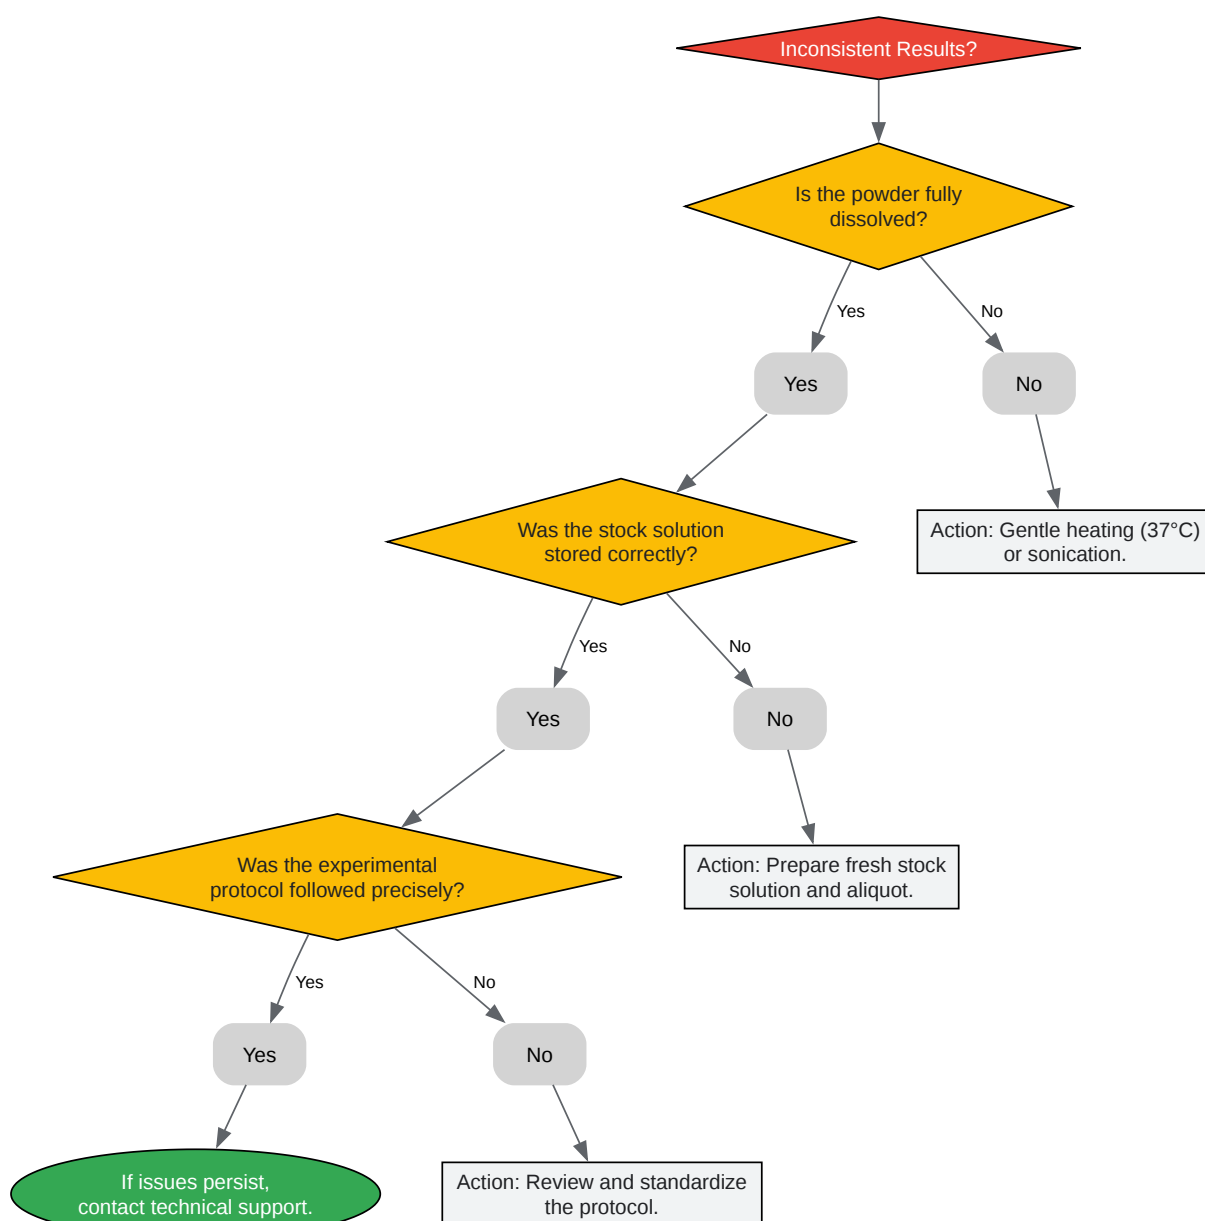 Inconsistent Results?
Is the powder fully
dissolved?
Yes
No
Yes
No
Was the stock solution
stored correctly?
Action: Gentle heating (37°C)
or sonication.
Yes
No
Yes
No
Was the experimental
protocol followed precisely?
Action: Prepare fresh stock
solution and aliquot.
Yes
No
Yes
No
If issues persist,
contact technical support.
Action: Review and standardize
the protocol.